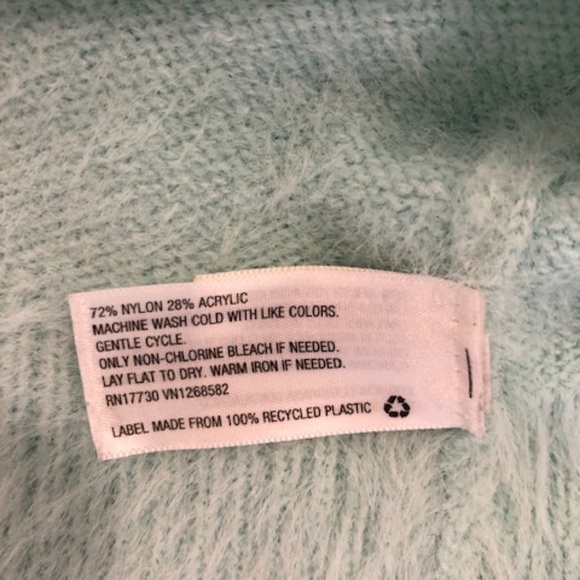 72% NYLON 28% ACRYLIC
MACHINE WASH COLD WITH LIKE COLORS.
GENTLE CYCLE.
ONLY NON-CHLORINE BLEACH IF NEEDED.
LAY FLAT TO DRY. WARM IRON IF NEEDED.
RN17730 VN1268582
LABEL MADE FROM 100% RECYCLED PLASTIC